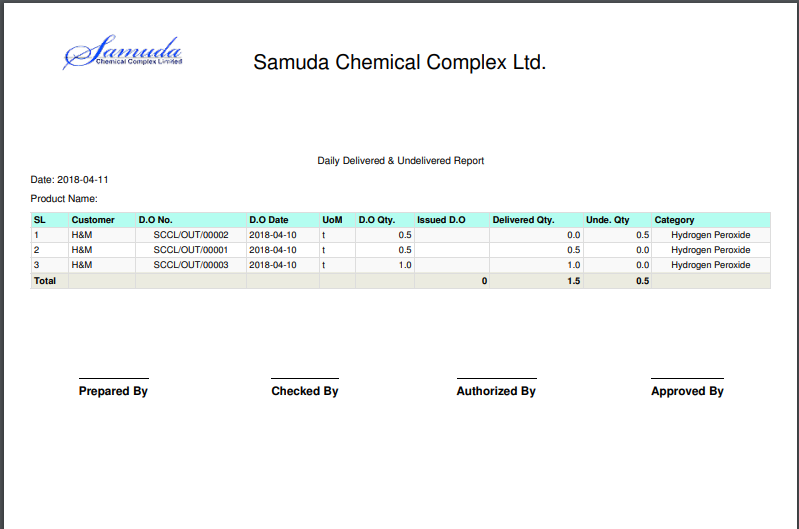 Samuda
Chemical Complex Limited
Samuda Chemical Complex Ltd.
Daily Delivered & Undelivered Report
Date: 2018-04-11
Product Name:
SL Customer D.O No. D.O Date UoM D.O Qty. Issued D.O Delivered Qty. Unde. Qty Category
1 H&M SCCL/OUT/00002 2018-04-10 t 0.5 0.0 0.5 Hydrogen Peroxide
2 H&M SCCL/OUT/00001 2018-04-10 t 0.5 0.5 0.0 Hydrogen Peroxide
3 H&M SCCL/OUT/00003 2018-04-10 t 1.0 1.0 0.0 Hydrogen Peroxide
Total 0 1.5 0.5
Prepared By Checked By Authorized By Approved By